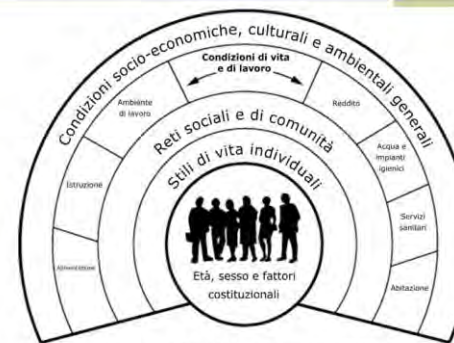 Condizioni socio-economiche, culturali e ambientali generali
Condizioni di vita
e di lavoro
Ambiente
di lavoro
Reddito
Reti sociali e di comunità
Acqua e
impianti
igienici
Stili di vita individuali
Istruzione
Servizi
sanitari
Alimentazione
Abitazione
Età, sesso e fattori
costituzionali